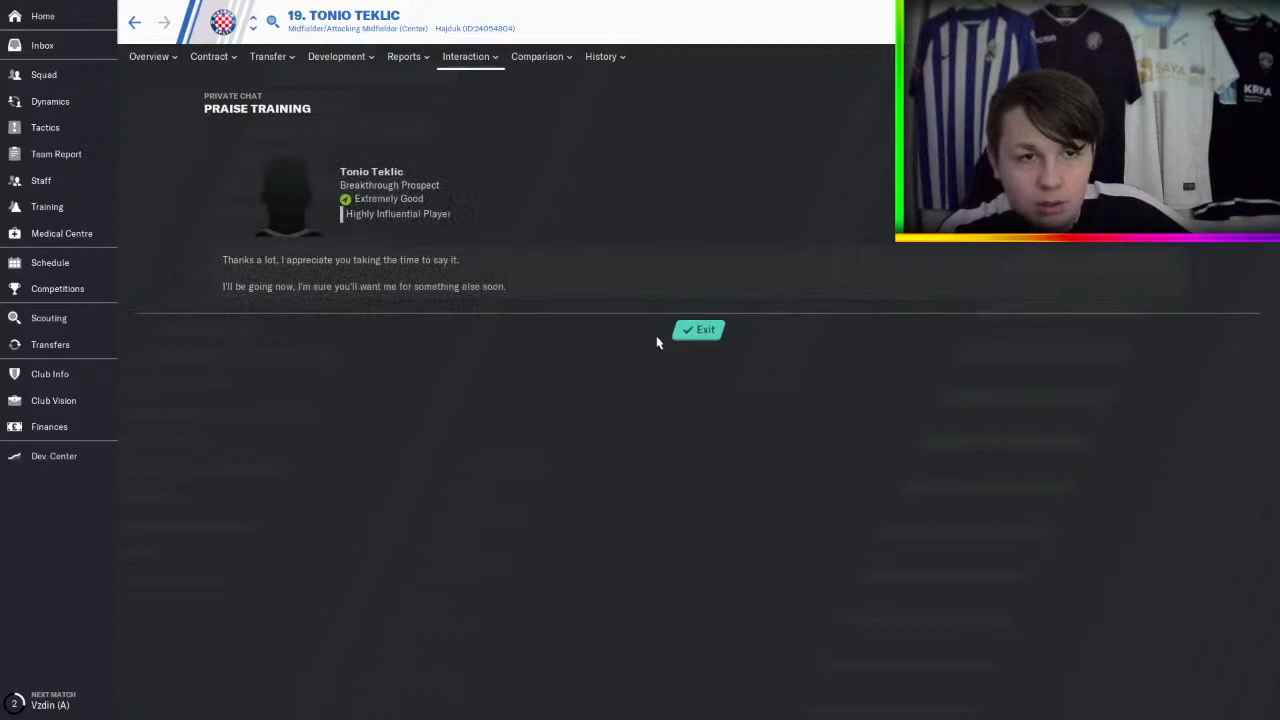 19. TONIO TEKLIC
Midfielder/Attacking Midfielder (Center) - Hajduk (ID:24054804)
Home
Inbox
Squad
Dynamics
Tactics
Team Report
Staff
Training
Medical Centre
Schedule
Competitions
Scouting
Transfers
Club Info
Club Vision
Finances
Dev. Center
2
NEXT MATCH
Vzdin (A)
Overview
Contract
Transfer
Development
Reports
Interaction
Comparison
History
PRIVATE CHAT
PRAISE TRAINING
Tonio Teklic
Breakthrough Prospect
Extremely Good
Highly Influential Player
Thanks a lot, I appreciate you taking the time to say it.
I'll be going now, I'm sure you'll want me for something else soon.
Exit